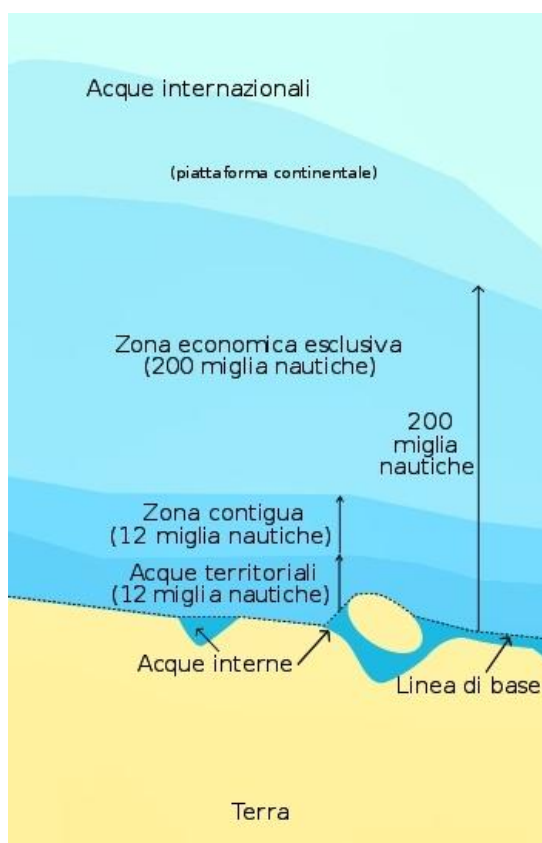 Acque internazionali
(piattaforma continentale)
Zona economica esclusiva
(200 miglia nautiche)
200
miglia
nautiche
Zona contigua
(12 miglia nautiche)
Acque territoriali
(12 miglia nautiche)
Acque interne
Linea di base
Terra